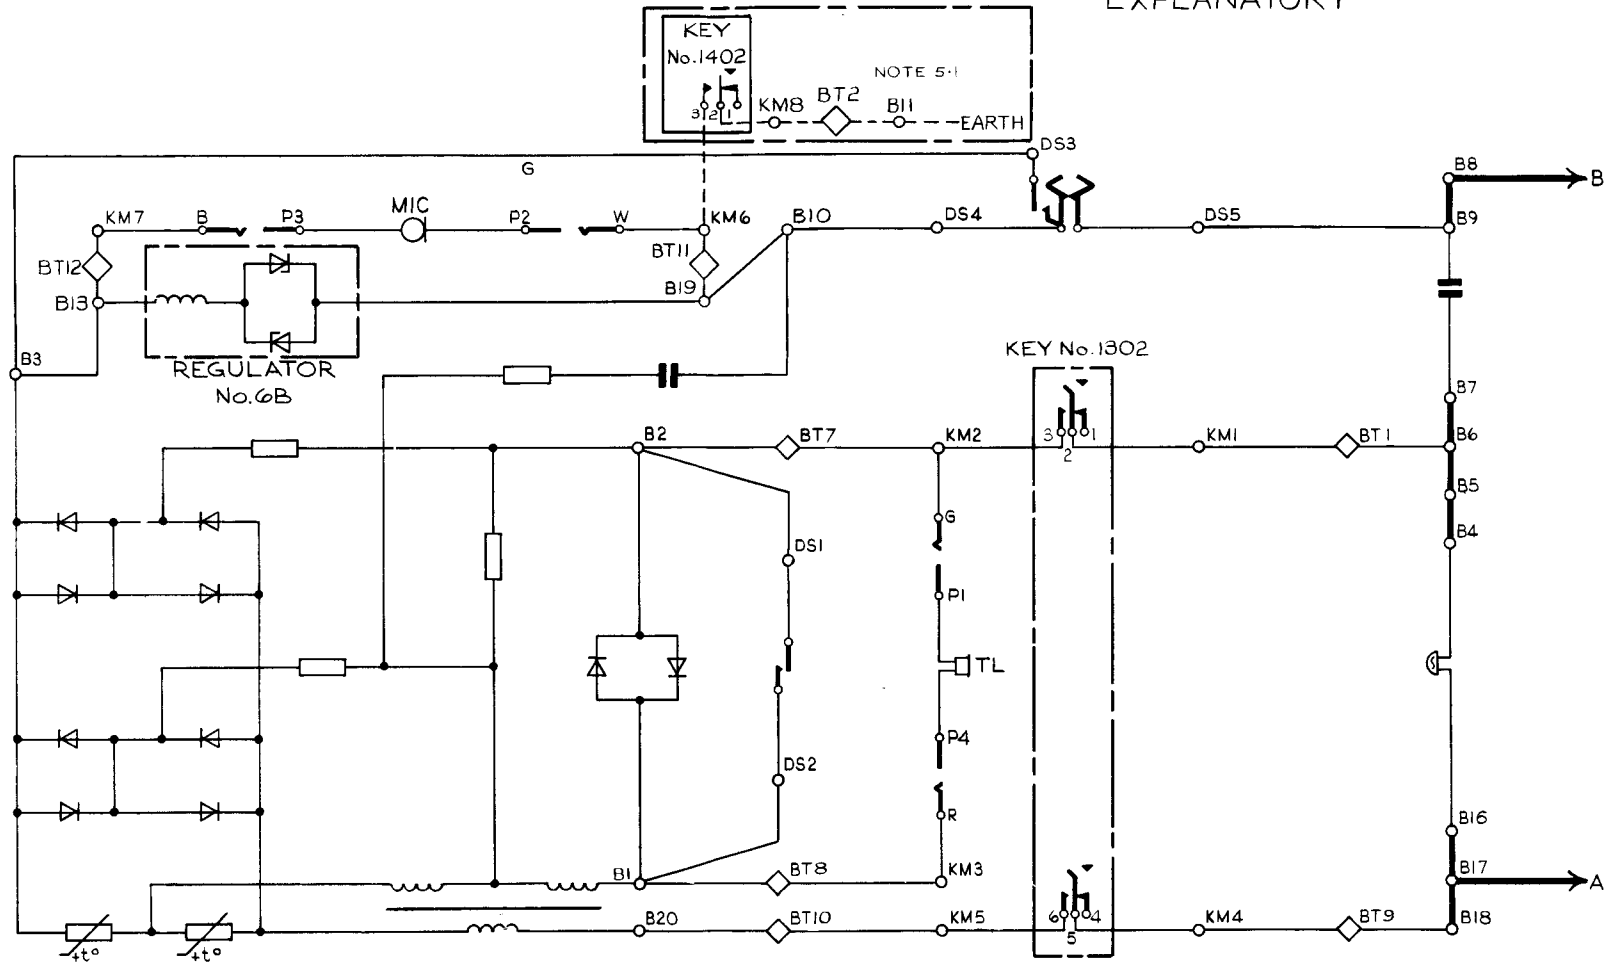 EXPLANATORY
KEY
No.1402
NOTE 5·1
3 2 1
KM8
BT2
B11
EARTH
DS3
G
B8
B
KM7
B
P3
MIC
P2
W
KM6
B10
DS4
DS5
B9
BT12
BT11
B13
B19
B3
REGULATOR
No.6B
KEY No.1302
B7
B2
BT7
KM2
3
1
2
KM1
BT1
B6
B5
G
B4
DS1
P1
TL
P4
DS2
R
B16
B1
BT8
KM3
B17
A
B20
BT10
KM5
6
4
5
KM4
BT9
B18
+t°
+t°